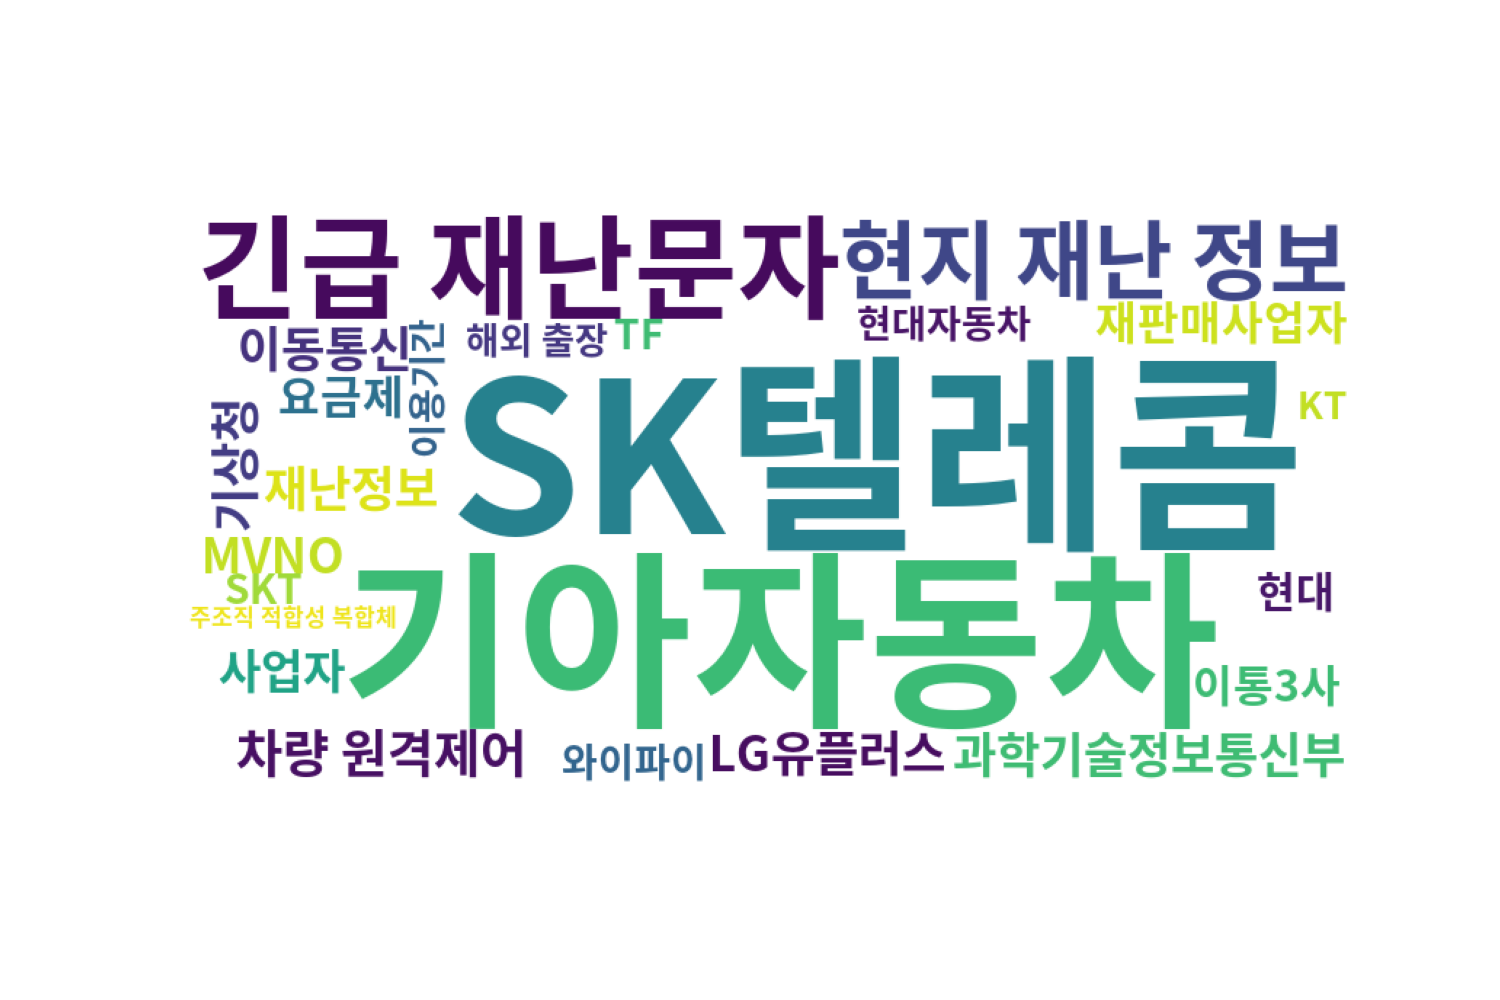 긴급 재난문자
현지 재난 정보
이동통신
이용기간
해외 출장
TF
현대자동차
재판매사업자
요금제
SK텔레콤
KT
기상청
재난정보
MVNO
SKT
주조직 적합성 복합체
기아자동차
현대
사업자
이통3사
차량 원격제어
와이파이
LG유플러스
과학기술정보통신부